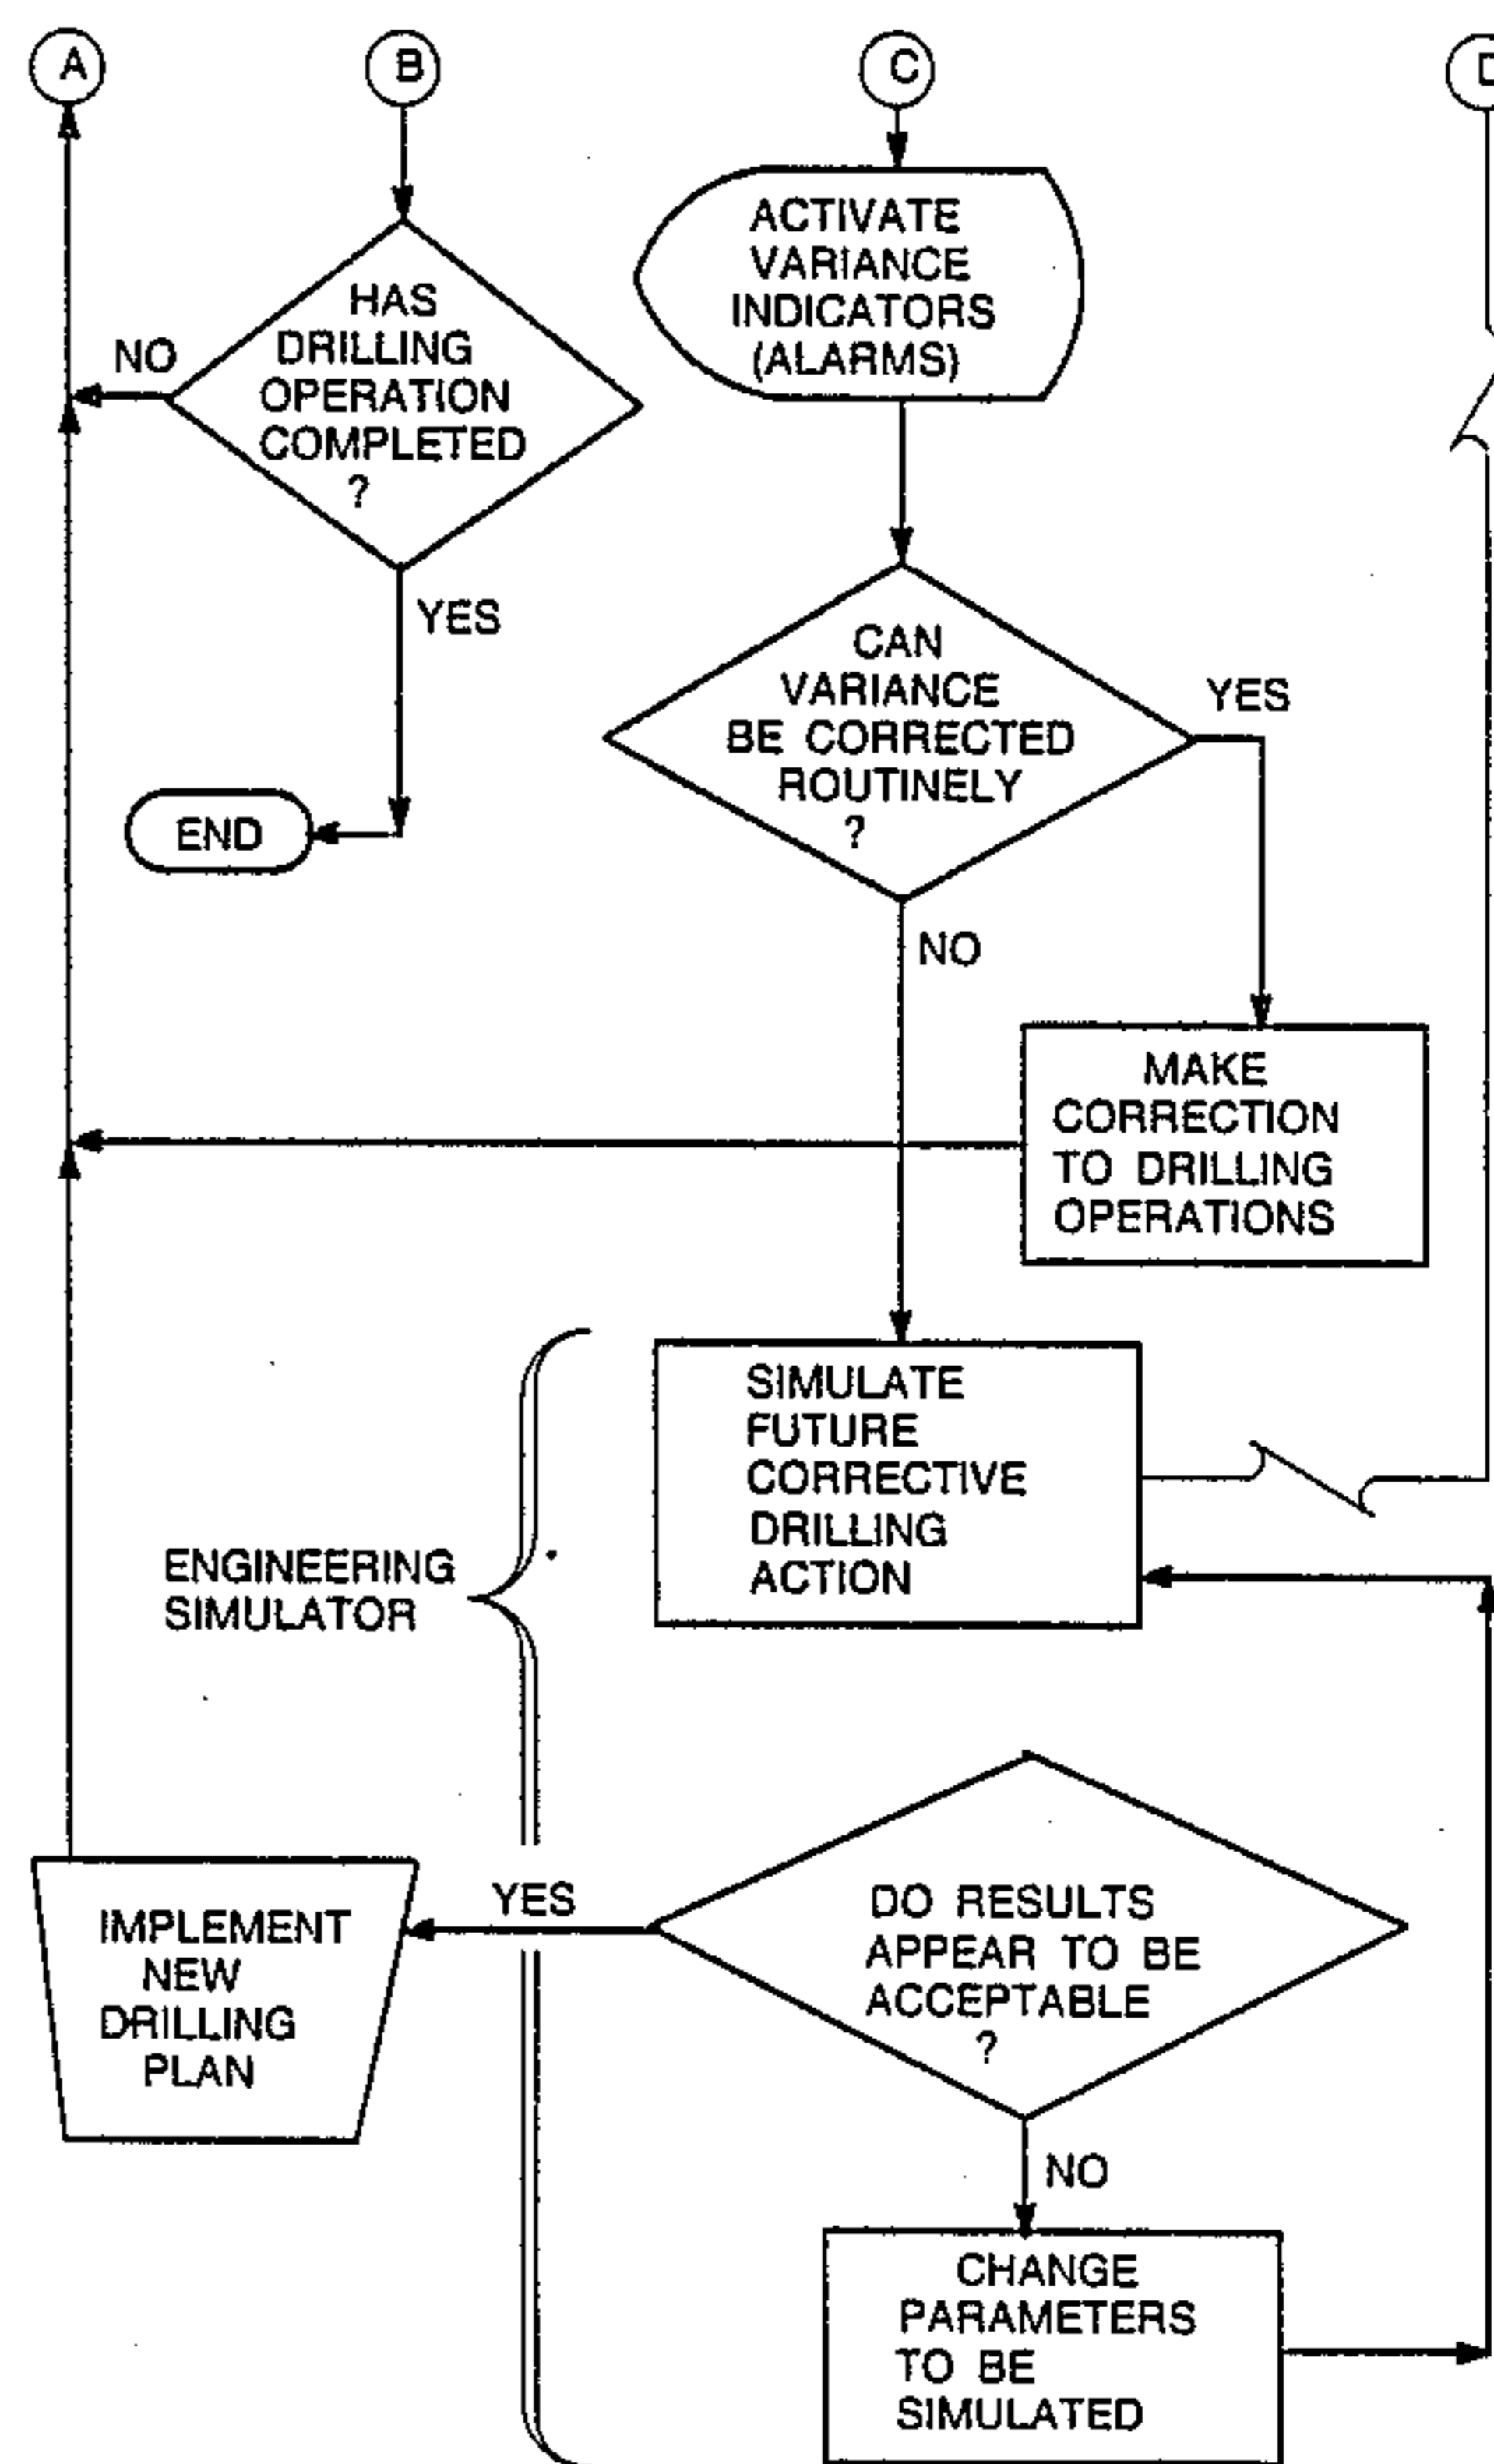 A
B
C
D
HAS
DRILLING
OPERATION
COMPLETED
?
NO
YES
END
ACTIVATE
VARIANCE
INDICATORS
(ALARMS)
CAN
VARIANCE
BE CORRECTED
ROUTINELY
?
YES
NO
MAKE
CORRECTION
TO DRILLING
OPERATIONS
SIMULATE
FUTURE
CORRECTIVE
DRILLING
ACTION
ENGINEERING
SIMULATOR
DO RESULTS
APPEAR TO BE
ACCEPTABLE
?
YES
IMPLEMENT
NEW
DRILLING
PLAN
NO
CHANGE
PARAMETERS
TO BE
SIMULATED